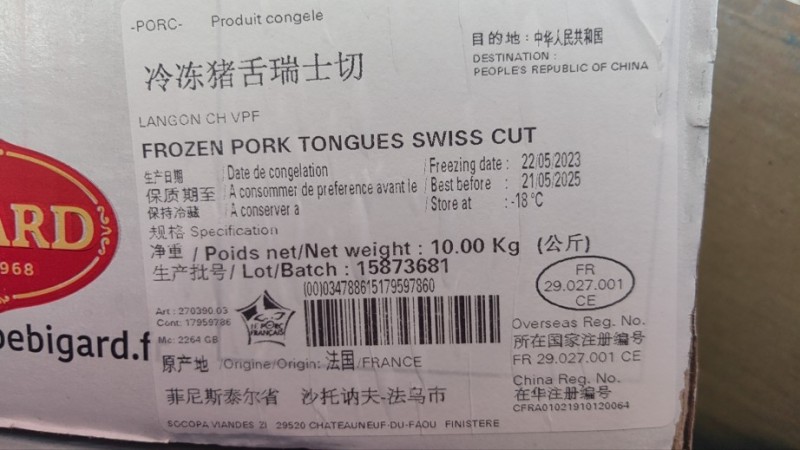 -PORC- Produit congele
冷冻猪舌瑞士切
目的地：中华人民共和国
DESTINATION :
PEOPLE'S REPUBLIC OF CHINA
LANGON CH VPF
FROZEN PORK TONGUES SWISS CUT
生产日期 / Date de congelation / Freezing date : 22/05/2023
保质期至 / A consommer de preference avant le / Best before : 21/05/2025
保持冷藏 / A conserver a / Store at : -18 °C
规格 Specification
净重 / Poids net/Net weight : 10.00 Kg (公斤)
生产批号/ Lot/Batch : 15873681
(00)034788615179597860
FR
29.027.001
CE
Art : 270390.03
Cont: 17959786
Mc: 2264 GB
LE PORC
FRANÇAIS
Overseas Reg. No.
所在国家注册编号
FR 29.027.001 CE
原产地 /Origine/Origin: 法国/FRANCE
China Reg. No.
在华注册编号
CFRA01021910120064
菲尼斯泰尔省 沙托讷夫-法乌市
SOCOPA VIANDES ZI 29520 CHATEAUNEUF-DU-FAOU FINISTERE
ARD
968
ebigard.f